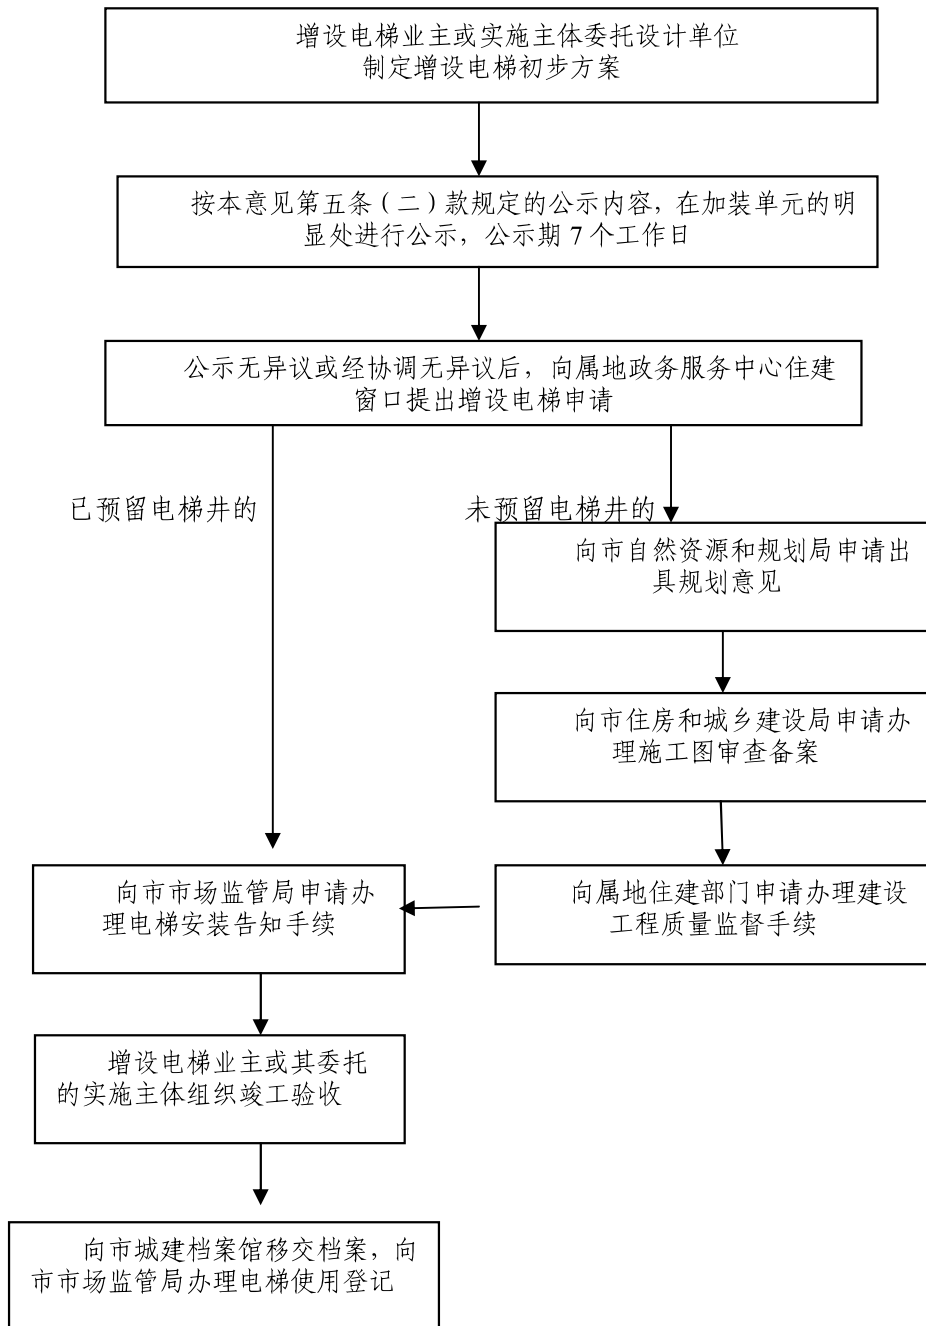 增设电梯业主或实施主体委托设计单位
制定增设电梯初步方案
按本意见第五条（二）款规定的公示内容，在加装单元的明
显处进行公示，公示期 7 个工作日
公示无异议或经协调无异议后，向属地政务服务中心住建
窗口提出增设电梯申请
已预留电梯井的
未预留电梯井的
向市自然资源和规划局申请出
具规划意见
向市住房和城乡建设局申请办
理施工图审查备案
向市市场监管局申请办
理电梯安装告知手续
向属地住建部门申请办理建设
工程质量监督手续
增设电梯业主或其委托
的实施主体组织竣工验收
向市城建档案馆移交档案，向
市市场监管局办理电梯使用登记